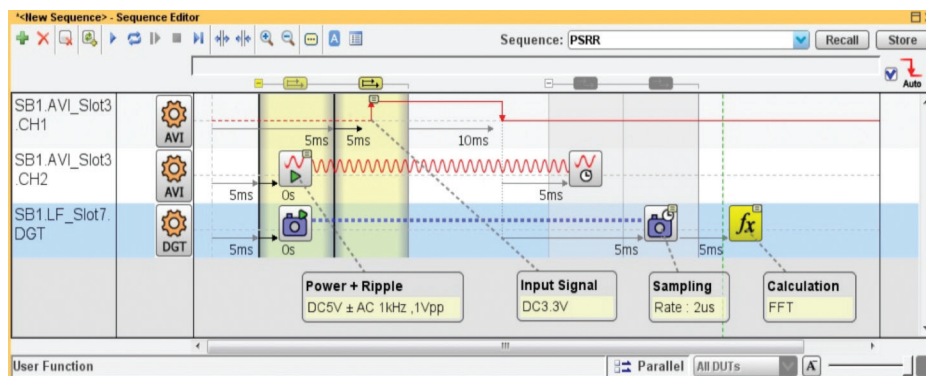 *<New Sequence> - Sequence Editor
Sequence: PSRR Recall Store
Auto
SB1.AVI_Slot3
.CH1
AVI
5ms 5ms 10ms
SB1.AVI_Slot3
.CH2
AVI
5ms 0s 5ms
SB1.LF_Slot7.
DGT
DGT
5ms 0s 5ms 5ms
fx
Power + Ripple
DC5V ± AC 1kHz ,1Vpp
Input Signal
DC3.3V
Sampling
Rate : 2us
Calculation
FFT
User Function
Parallel All DUTs A